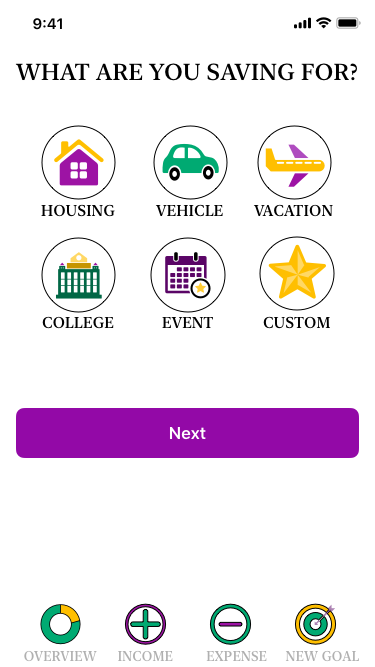 9:41
WHAT ARE YOU SAVING FOR?
HOUSING VEHICLE VACATION
COLLEGE EVENT CUSTOM
Next
OVERVIEW INCOME EXPENSE NEW GOAL